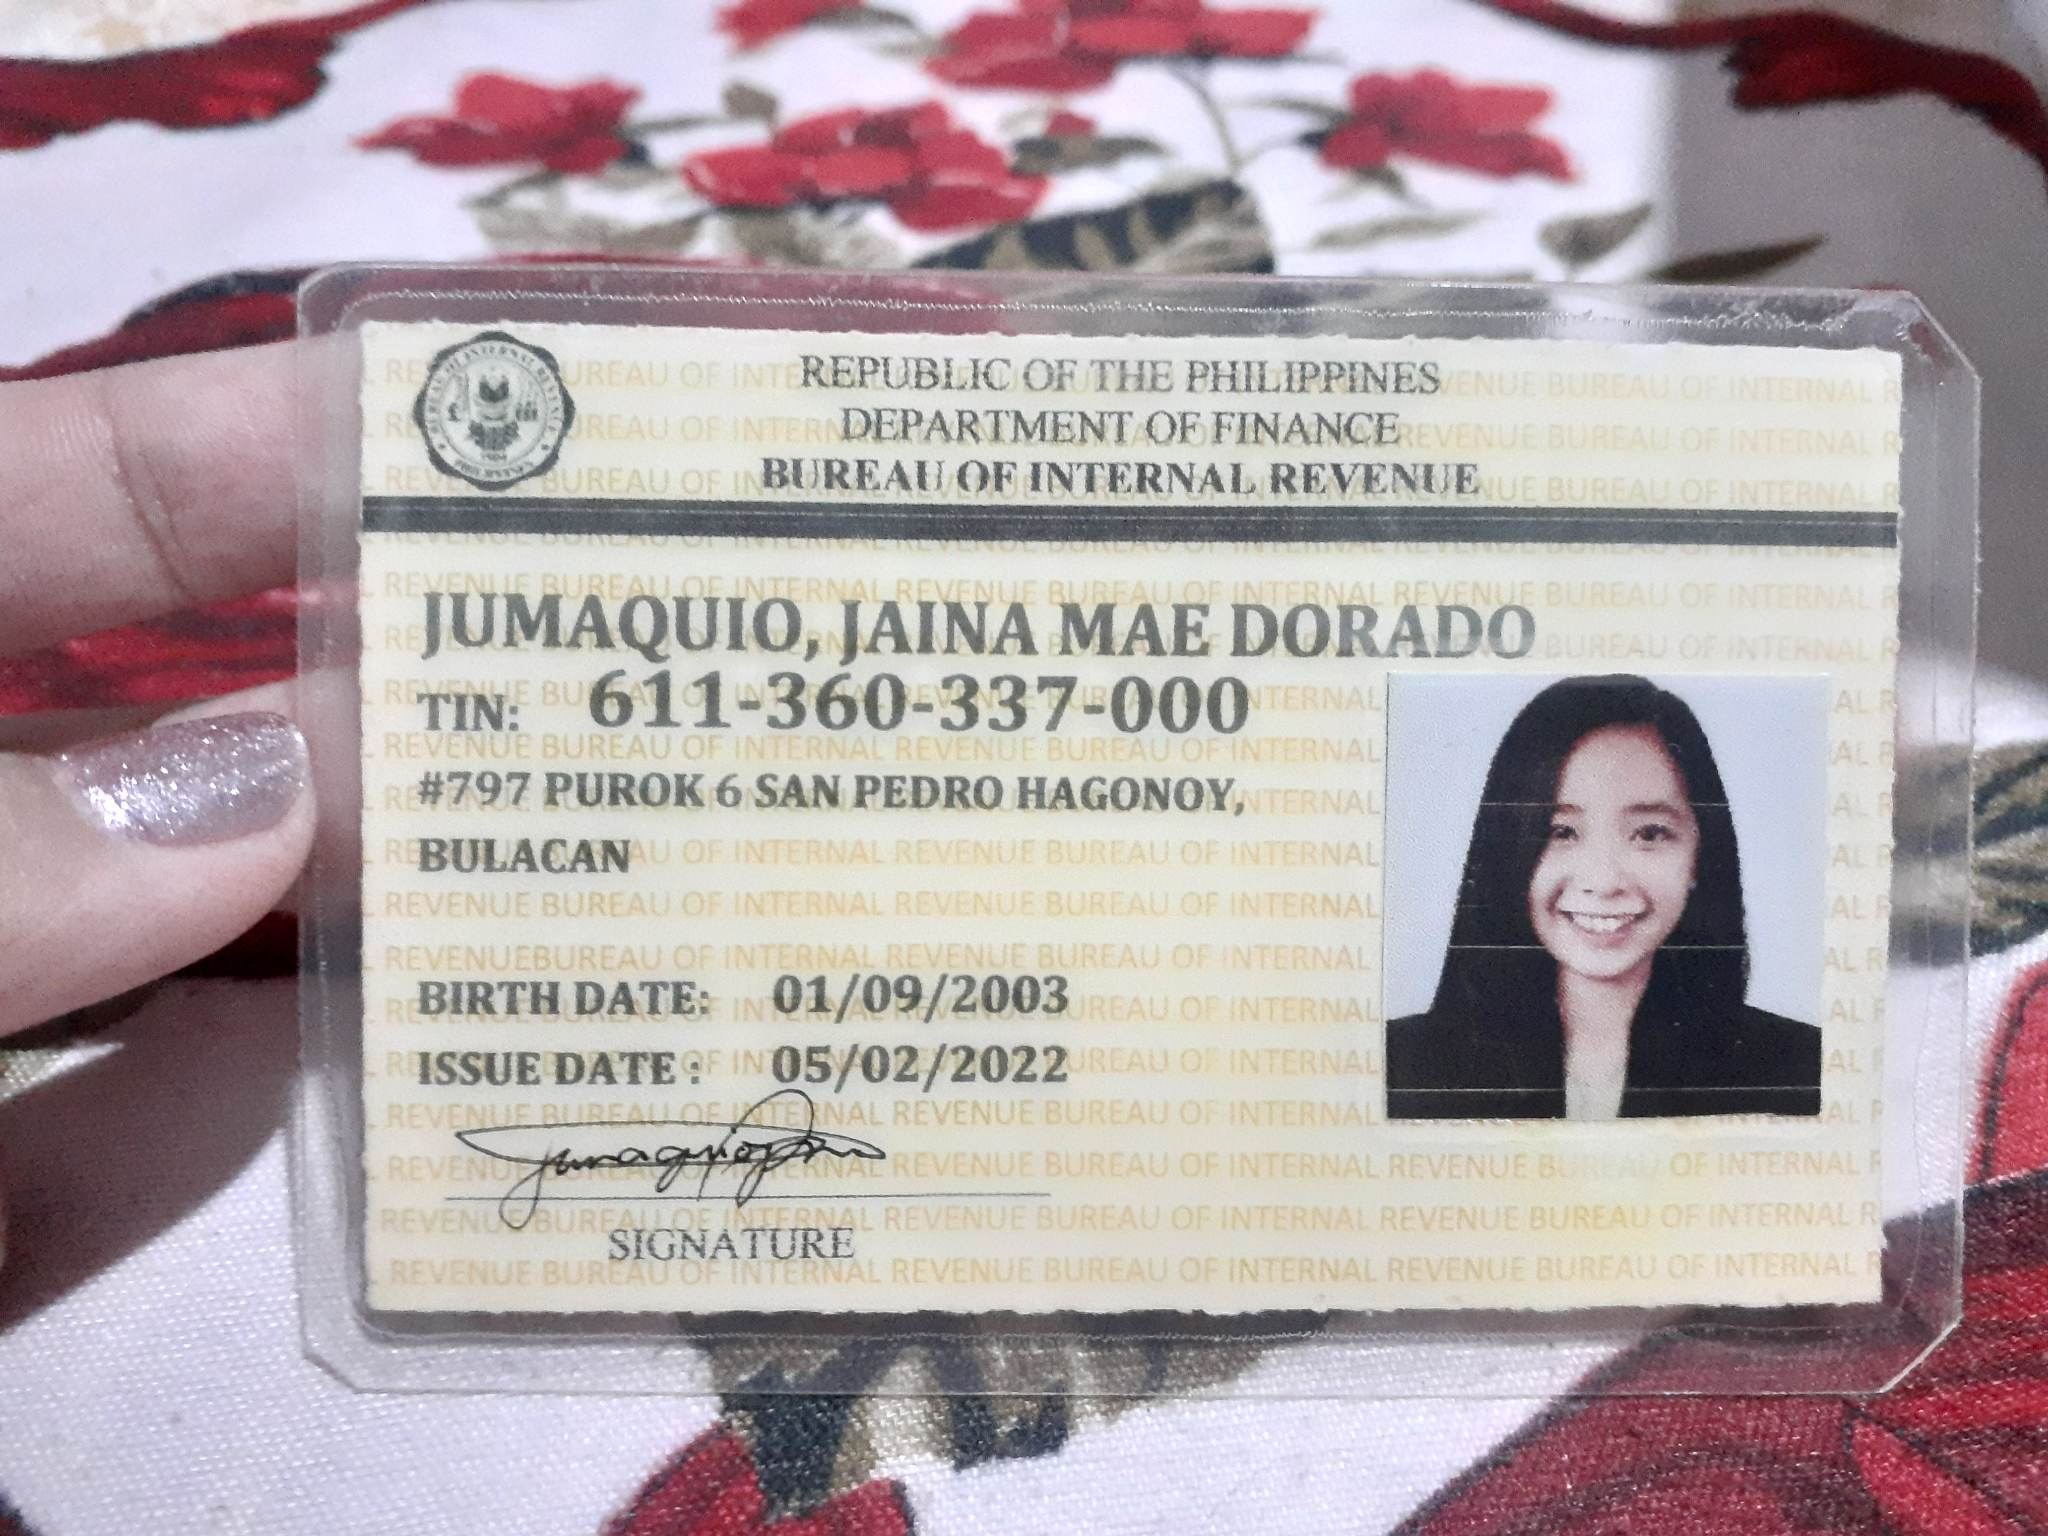 REPUBLIC OF THE PHILIPPINES
DEPARTMENT OF FINANCE
BUREAU OF INTERNAL REVENUE
JUMAQUIO, JAINA MAE DORADO
TIN: 611-360-337-000
#797 PUROK 6 SAN PEDRO HAGONOY,
BULACAN
BIRTH DATE: 01/09/2003
ISSUE DATE : 05/02/2022
SIGNATURE